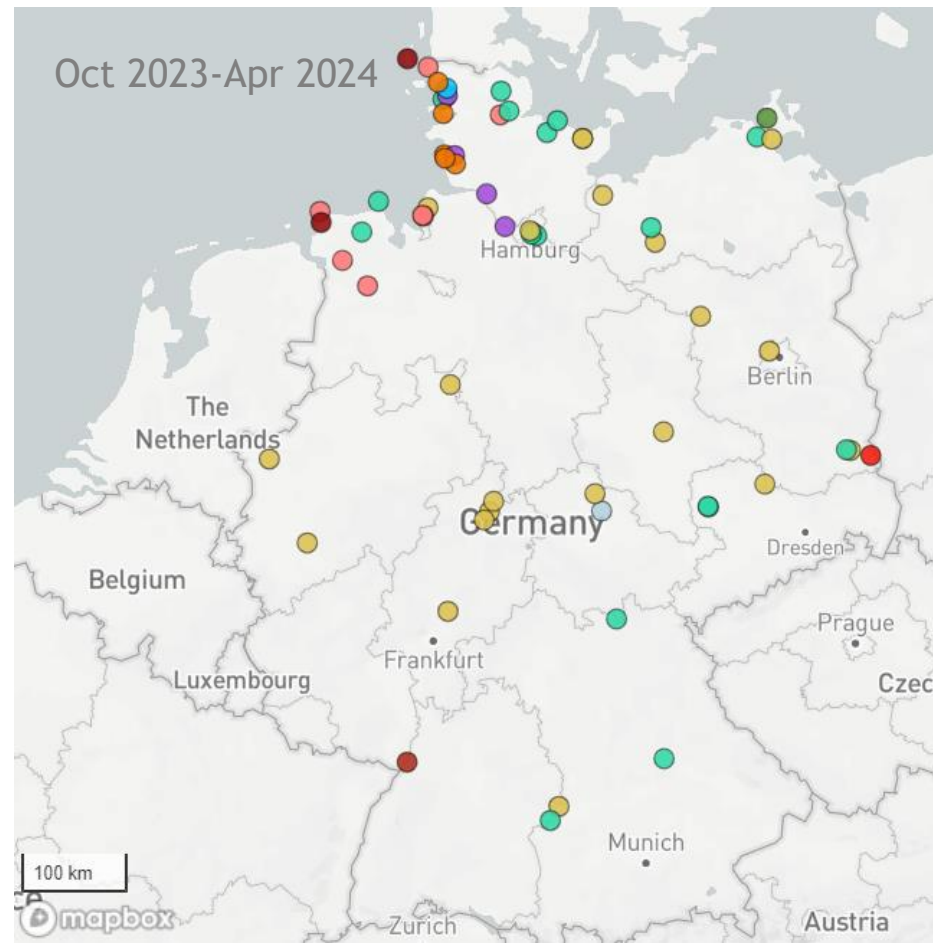 Oct 2023-Apr 2024
Hamburg
Berlin
The
Netherlands
Germany
Dresden
Belgium
Prague
Frankfurt
Luxembourg
Czec
Munich
100 km
ce
mapbox
Zurich
Austria